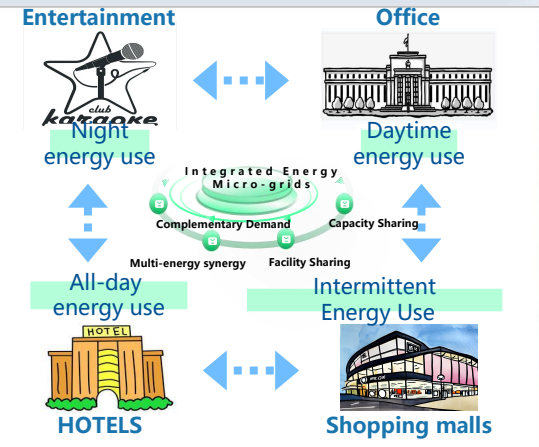 Entertainment
Office
club
karaoke
Night
energy use
Daytime
energy use
Integrated Energy
Micro-grids
Complementary Demand
Capacity Sharing
Multi-energy synergy
Facility Sharing
All-day
energy use
Intermittent
Energy Use
HOTEL
HOTELS
Shopping malls